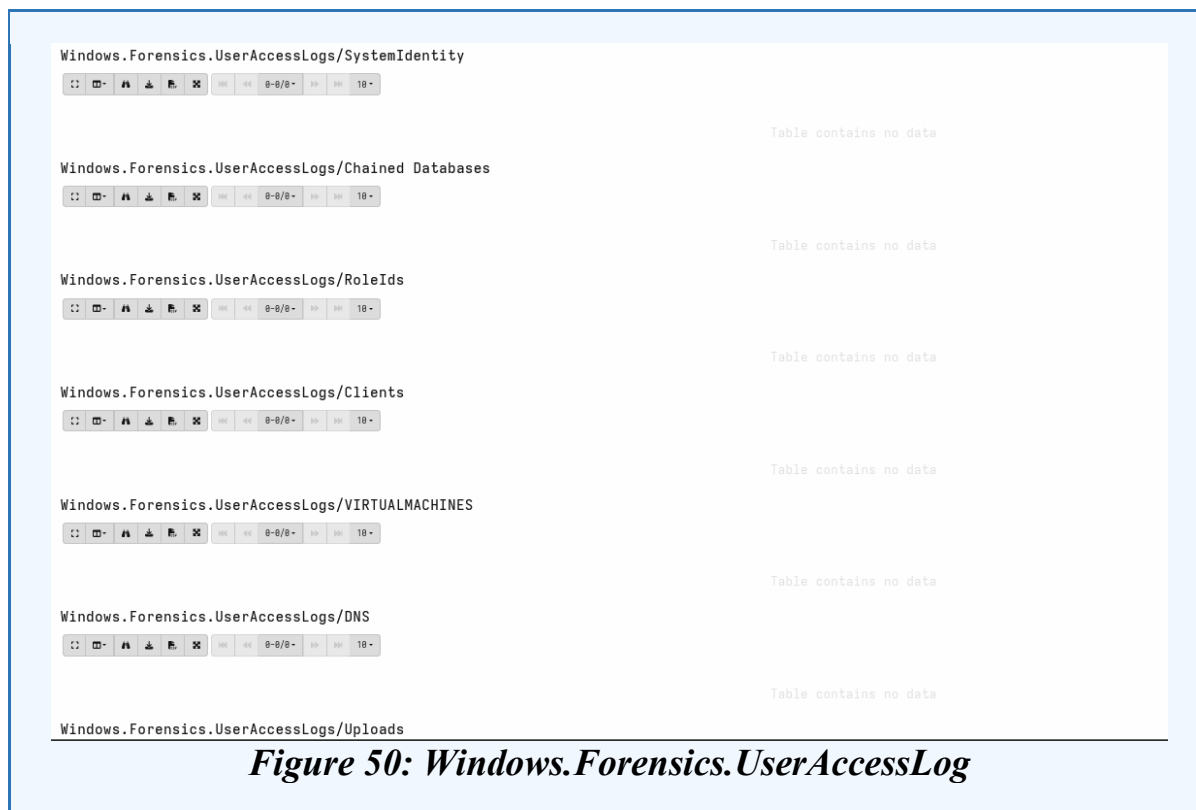 Windows.Forensics.UserAccessLogs/SystemIdentity
0-0/0 10
Table contains no data
Windows.Forensics.UserAccessLogs/Chained Databases
0-0/0 10
Table contains no data
Windows.Forensics.UserAccessLogs/RoleIds
0-0/0 10
Table contains no data
Windows.Forensics.UserAccessLogs/Clients
0-0/0 10
Table contains no data
Windows.Forensics.UserAccessLogs/VIRTUALMACHINES
0-0/0 10
Table contains no data
Windows.Forensics.UserAccessLogs/DNS
0-0/0 10
Table contains no data
Windows.Forensics.UserAccessLogs/Uploads
Figure 50: Windows.Forensics.UserAccessLog